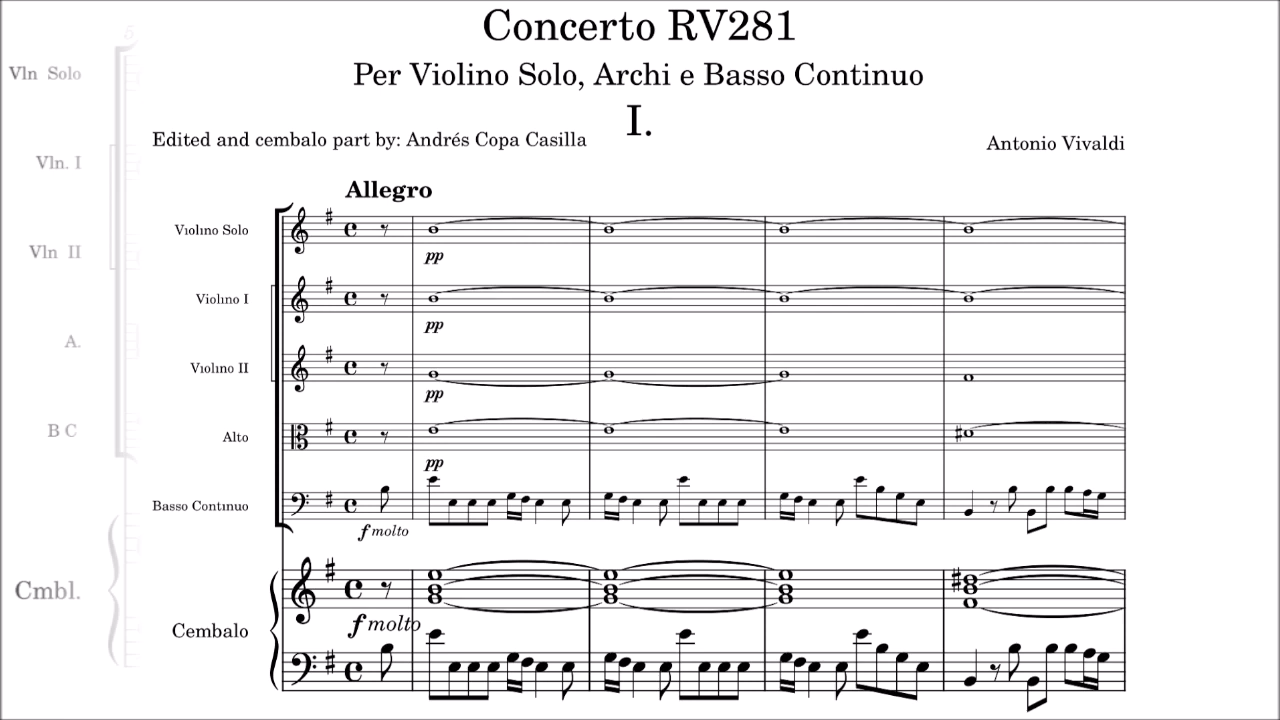 Concerto RV281
Per Violino Solo, Archi e Basso Continuo
I.
Edited and cembalo part by: Andrés Copa Casilla
Antonio Vivaldi
Allegro
5
Vln Solo
Vln. I
Vln II
A.
B C
Cmbl.
Violino Solo
pp
Violino I
pp
Violino II
pp
Alto
pp
Basso Continuo
f molto
Cembalo
f molto